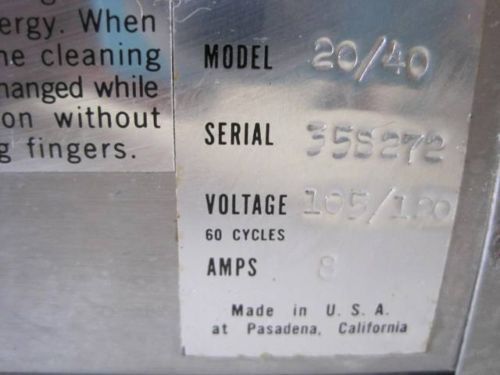 ergy. When
e cleaning
hanged while
on without
g fingers.
MODEL 20/40
SERIAL 35S272
VOLTAGE 105/120
60 CYCLES
AMPS 8
Made in U. S. A.
at Pasadena, California